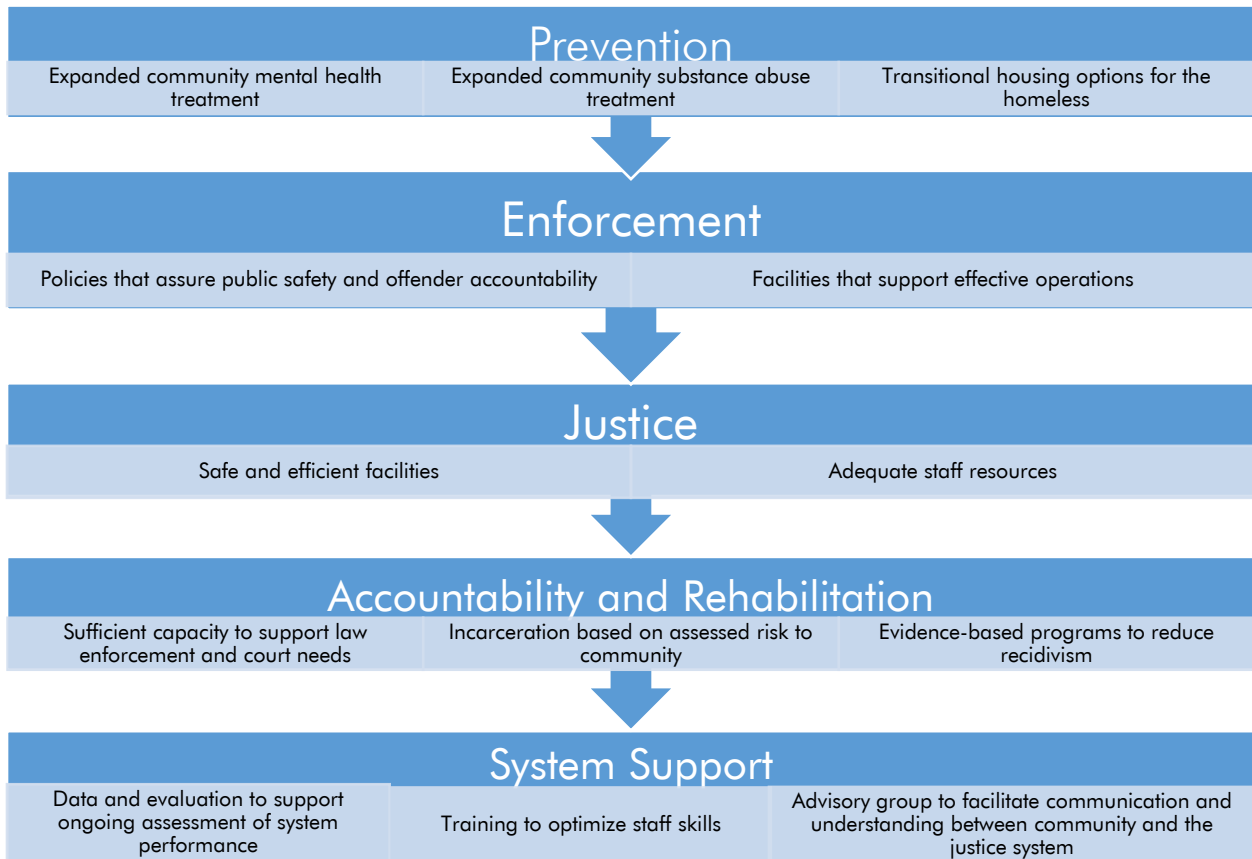 Prevention
Expanded community mental health
treatment
Expanded community substance abuse
treatment
Transitional housing options for the
homeless
Enforcement
Policies that assure public safety and offender accountability
Facilities that support effective operations
Justice
Safe and efficient facilities
Adequate staff resources
Accountability and Rehabilitation
Sufficient capacity to support law
enforcement and court needs
Incarceration based on assessed risk to
community
Evidence-based programs to reduce
recidivism
System Support
Data and evaluation to support
ongoing assessment of system
performance
Training to optimize staff skills
Advisory group to facilitate communication and
understanding between community and the
justice system